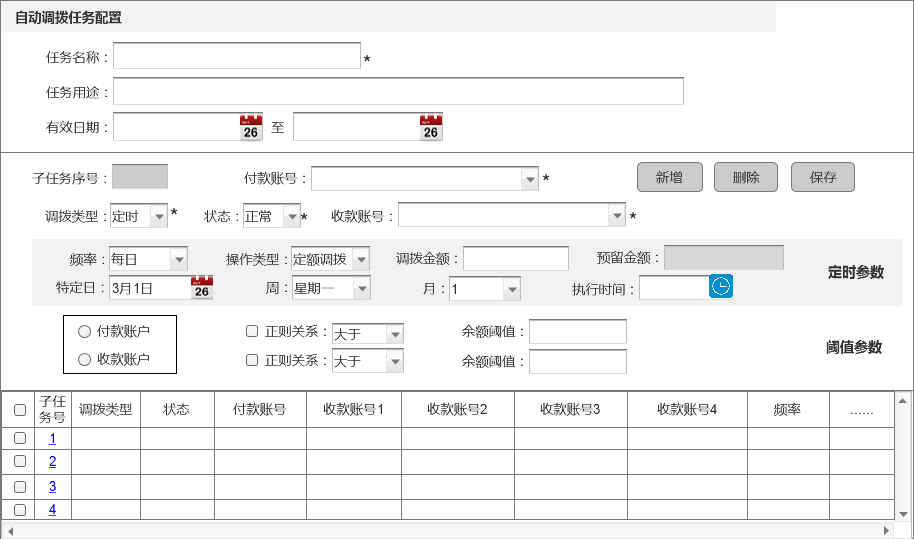 自动调拨任务配置
任务名称： *
任务用途：
有效日期： 26 至 26
子任务序号： 付款账号： * 新增 删除 保存
调拨类型：定时 * 状态：正常 * 收款账号： *
频率：每日 操作类型：定额调拨 调拨金额： 预留金额： 定时参数
特定日：3月1日 26 周：星期一 月：1 执行时间：
付款账户 正则关系：大于 余额阈值： 阈值参数
收款账户 正则关系：大于 余额阈值：
子任务号 调拨类型 状态 付款账号 收款账号1 收款账号2 收款账号3 收款账号4 频率 ......
1
2
3
4